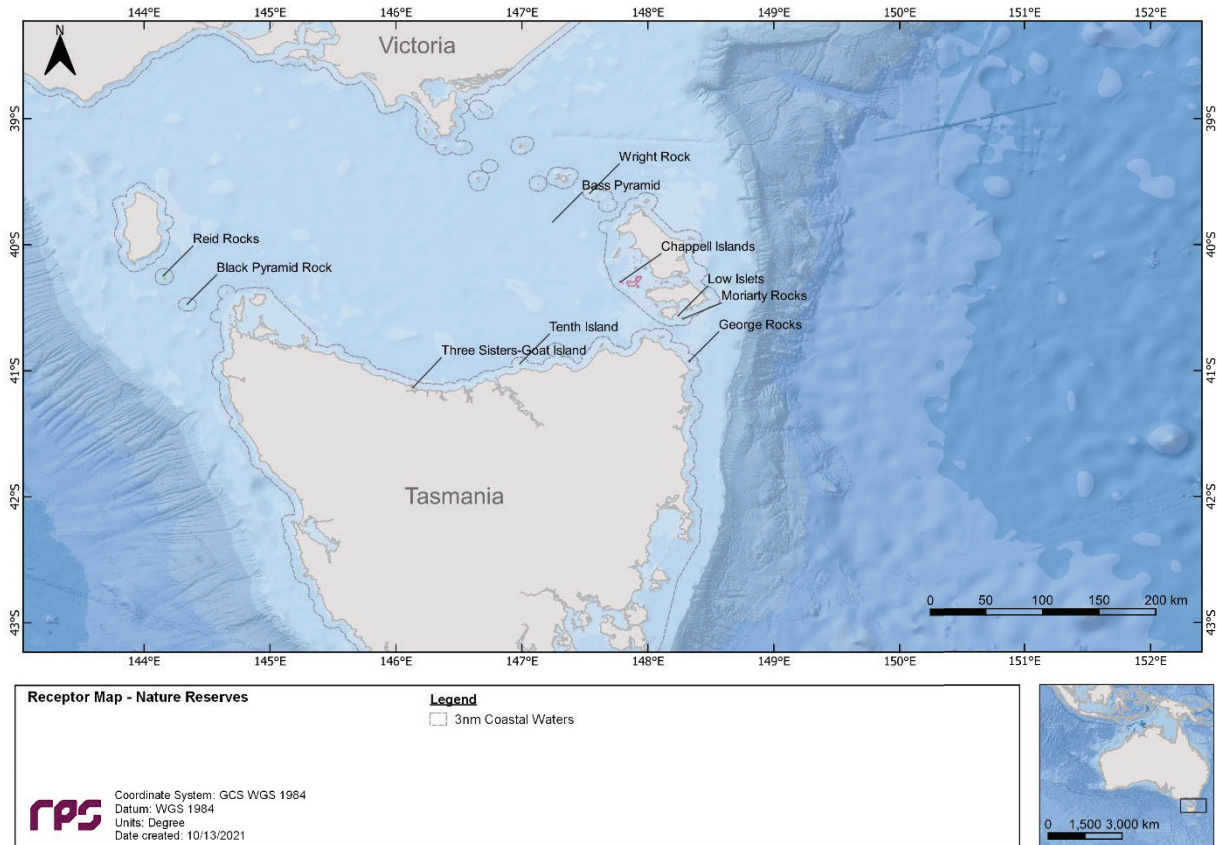 144°E
145°E
146°E
147°E
148°E
149°E
150°E
151°E
152°E
N
Victoria
39°S
39°S
Wright Rock
Bass Pyramid
40°S
40°S
Reid Rocks
Chappell Islands
Black Pyramid Rock
Low Islets
Moriarty Rocks
George Rocks
Tenth Island
Three Sisters-Goat Island
41°S
41°S
Tasmania
42°S
42°S
0 50 100 150 200 km
43°S
43°S
144°E
145°E
146°E
147°E
148°E
149°E
150°E
151°E
152°E
Receptor Map - Nature Reserves
Legend
3nm Coastal Waters
rps
Coordinate System: GCS WGS 1984
Datum: WGS 1984
Units: Degree
Date created: 10/13/2021
0 1,500 3,000 km